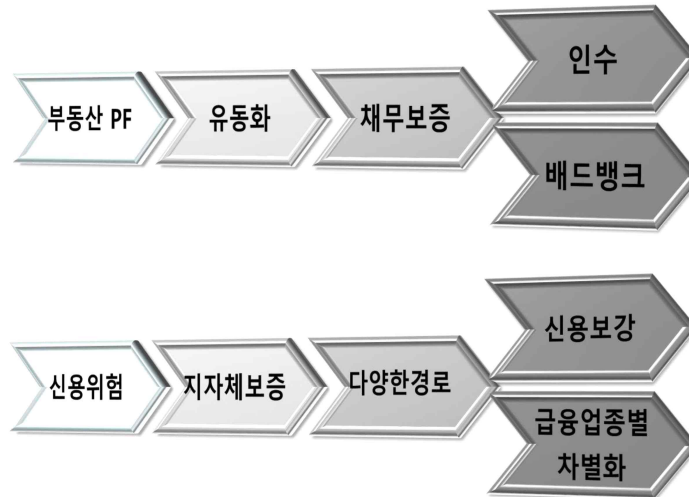 부동산 PF
유동화
채무보증
인수
배드뱅크
신용위험
지자체보증
다양한경로
신용보강
급융업종별
차별화